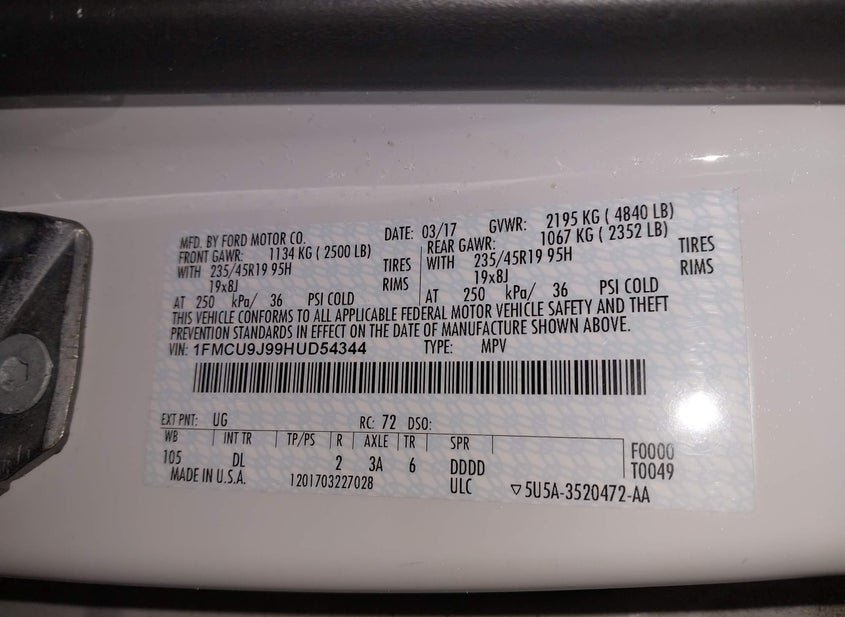 MFD. BY FORD MOTOR CO. DATE: 03/17 GVWR: 2195 KG ( 4840 LB)
FRONT GAWR: 1134 KG ( 2500 LB) REAR GAWR: 1067 KG ( 2352 LB)
WITH 235/45R19 95H TIRES WITH 235/45R19 95H TIRES
19x8J RIMS 19x8J RIMS
AT 250 kPa/ 36 PSI COLD AT 250 kPa/ 36 PSI COLD
THIS VEHICLE CONFORMS TO ALL APPLICABLE FEDERAL MOTOR VEHICLE SAFETY AND THEFT
PREVENTION STANDARDS IN EFFECT ON THE DATE OF MANUFACTURE SHOWN ABOVE.
VIN: 1FMCU9J99HUD54344 TYPE: MPV
EXT PNT: UG RC: 72 DSO:
WB INT TR TP/PS R AXLE TR SPR F0000
105 DL 2 3A 6 DDDD T0049
MADE IN U.S.A. 1201703227028 ULC ▽5U5A-3520472-AA